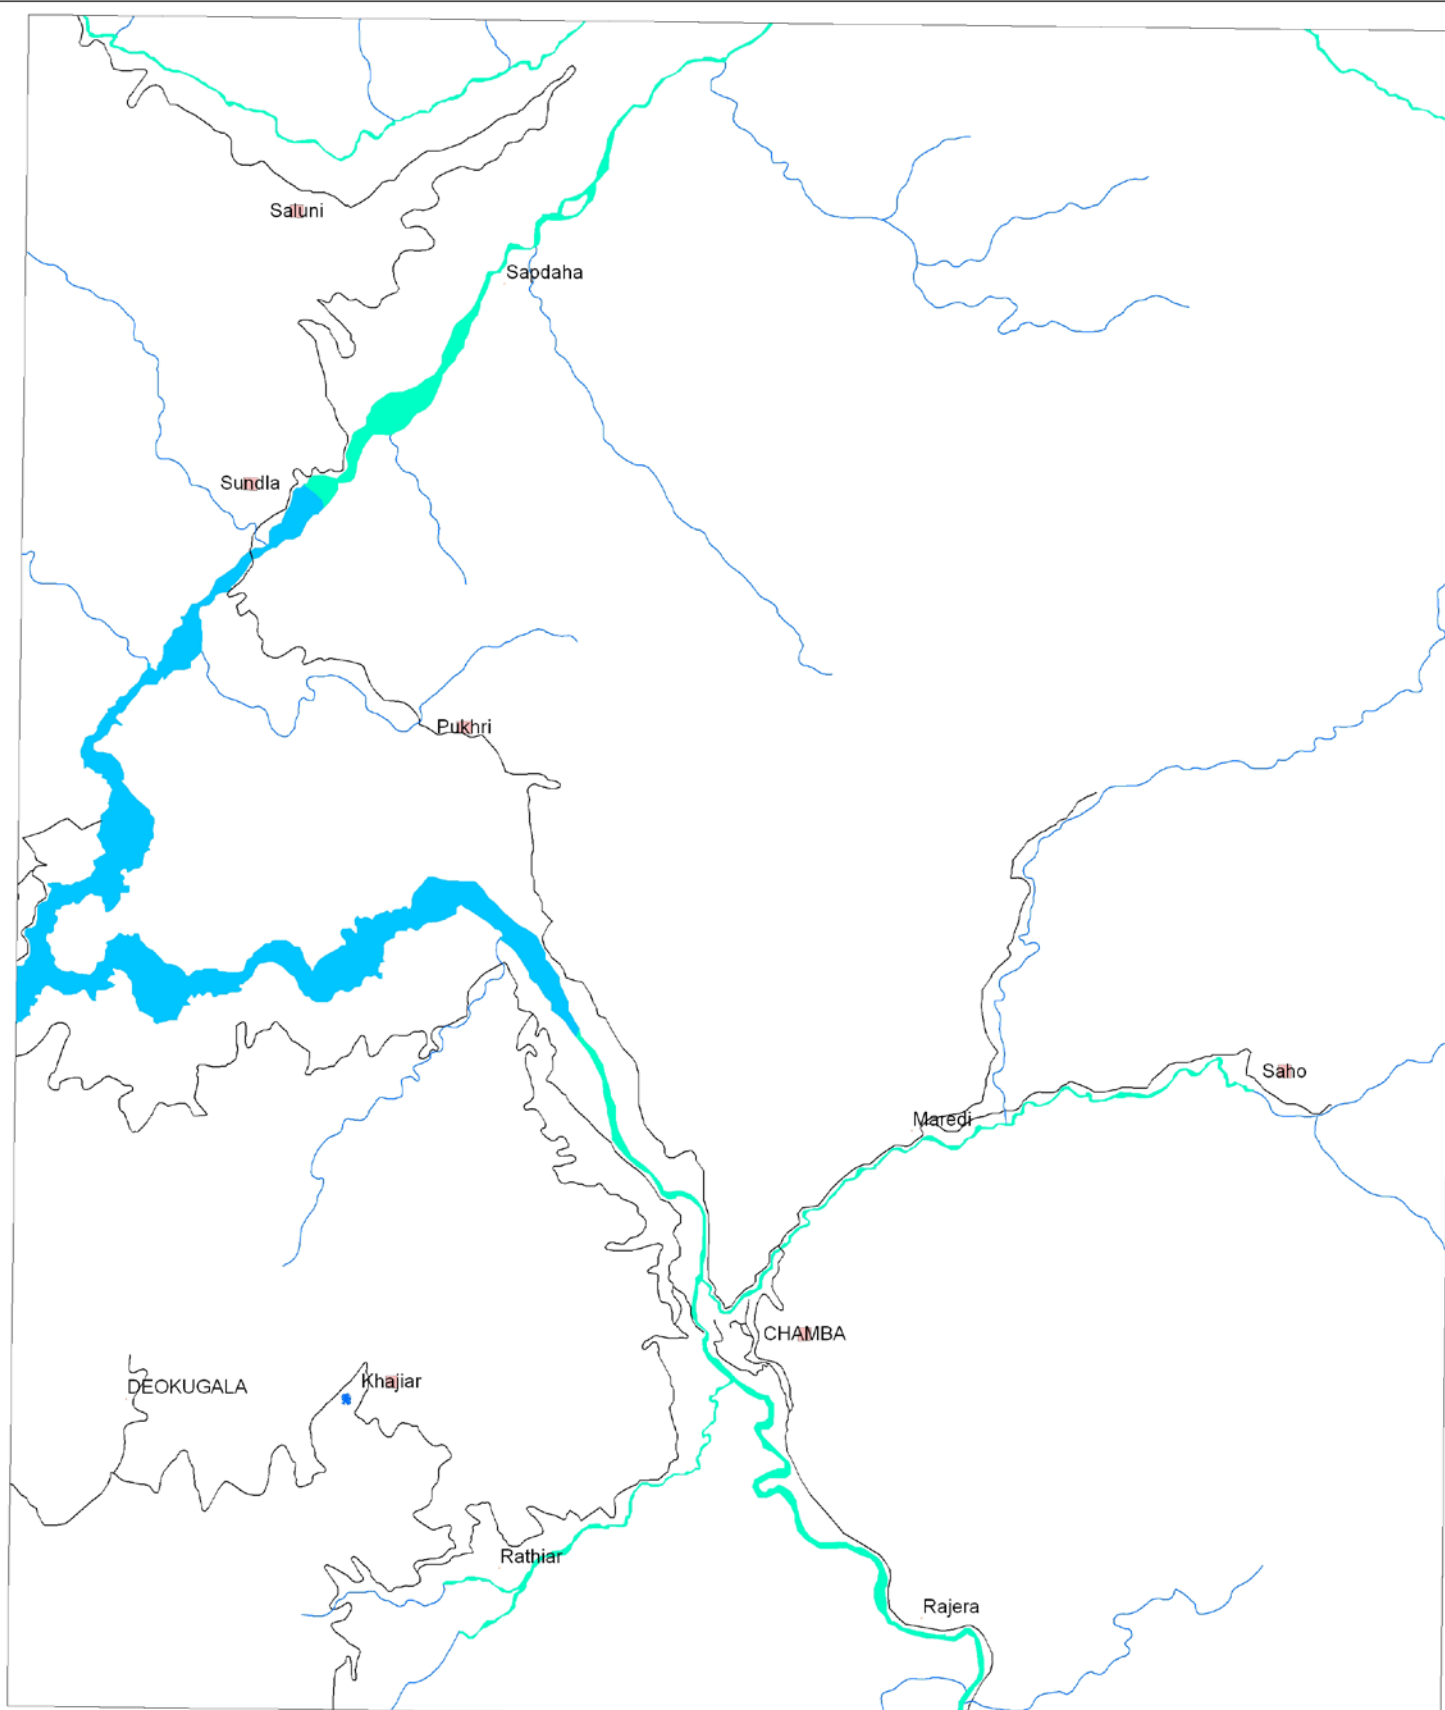 Saluni
Sapdaha
Sundla
Pukhri
Saho
Maredi
CHAMBA
Khajiar
DEOKUGALA
Rathiar
Rajera